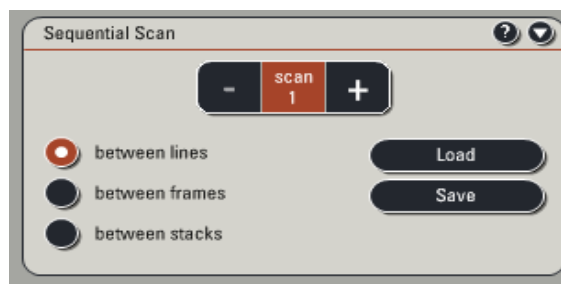 Sequential Scan ?
- scan +
1
between lines
Load
between frames
Save
between stacks